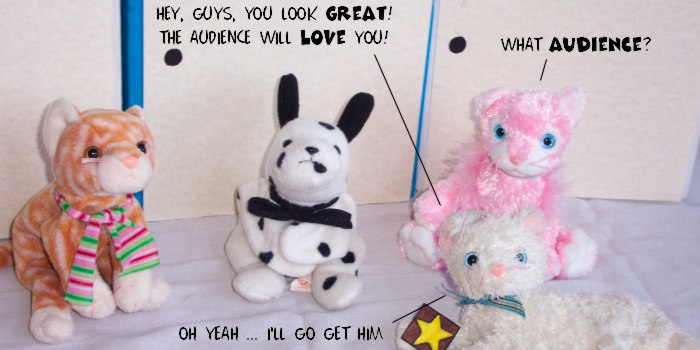 HEY, GUYS, YOU LOOK GREAT!
THE AUDIENCE WILL LOVE YOU!
WHAT AUDIENCE?
OH YEAH ... I'LL GO GET HIM